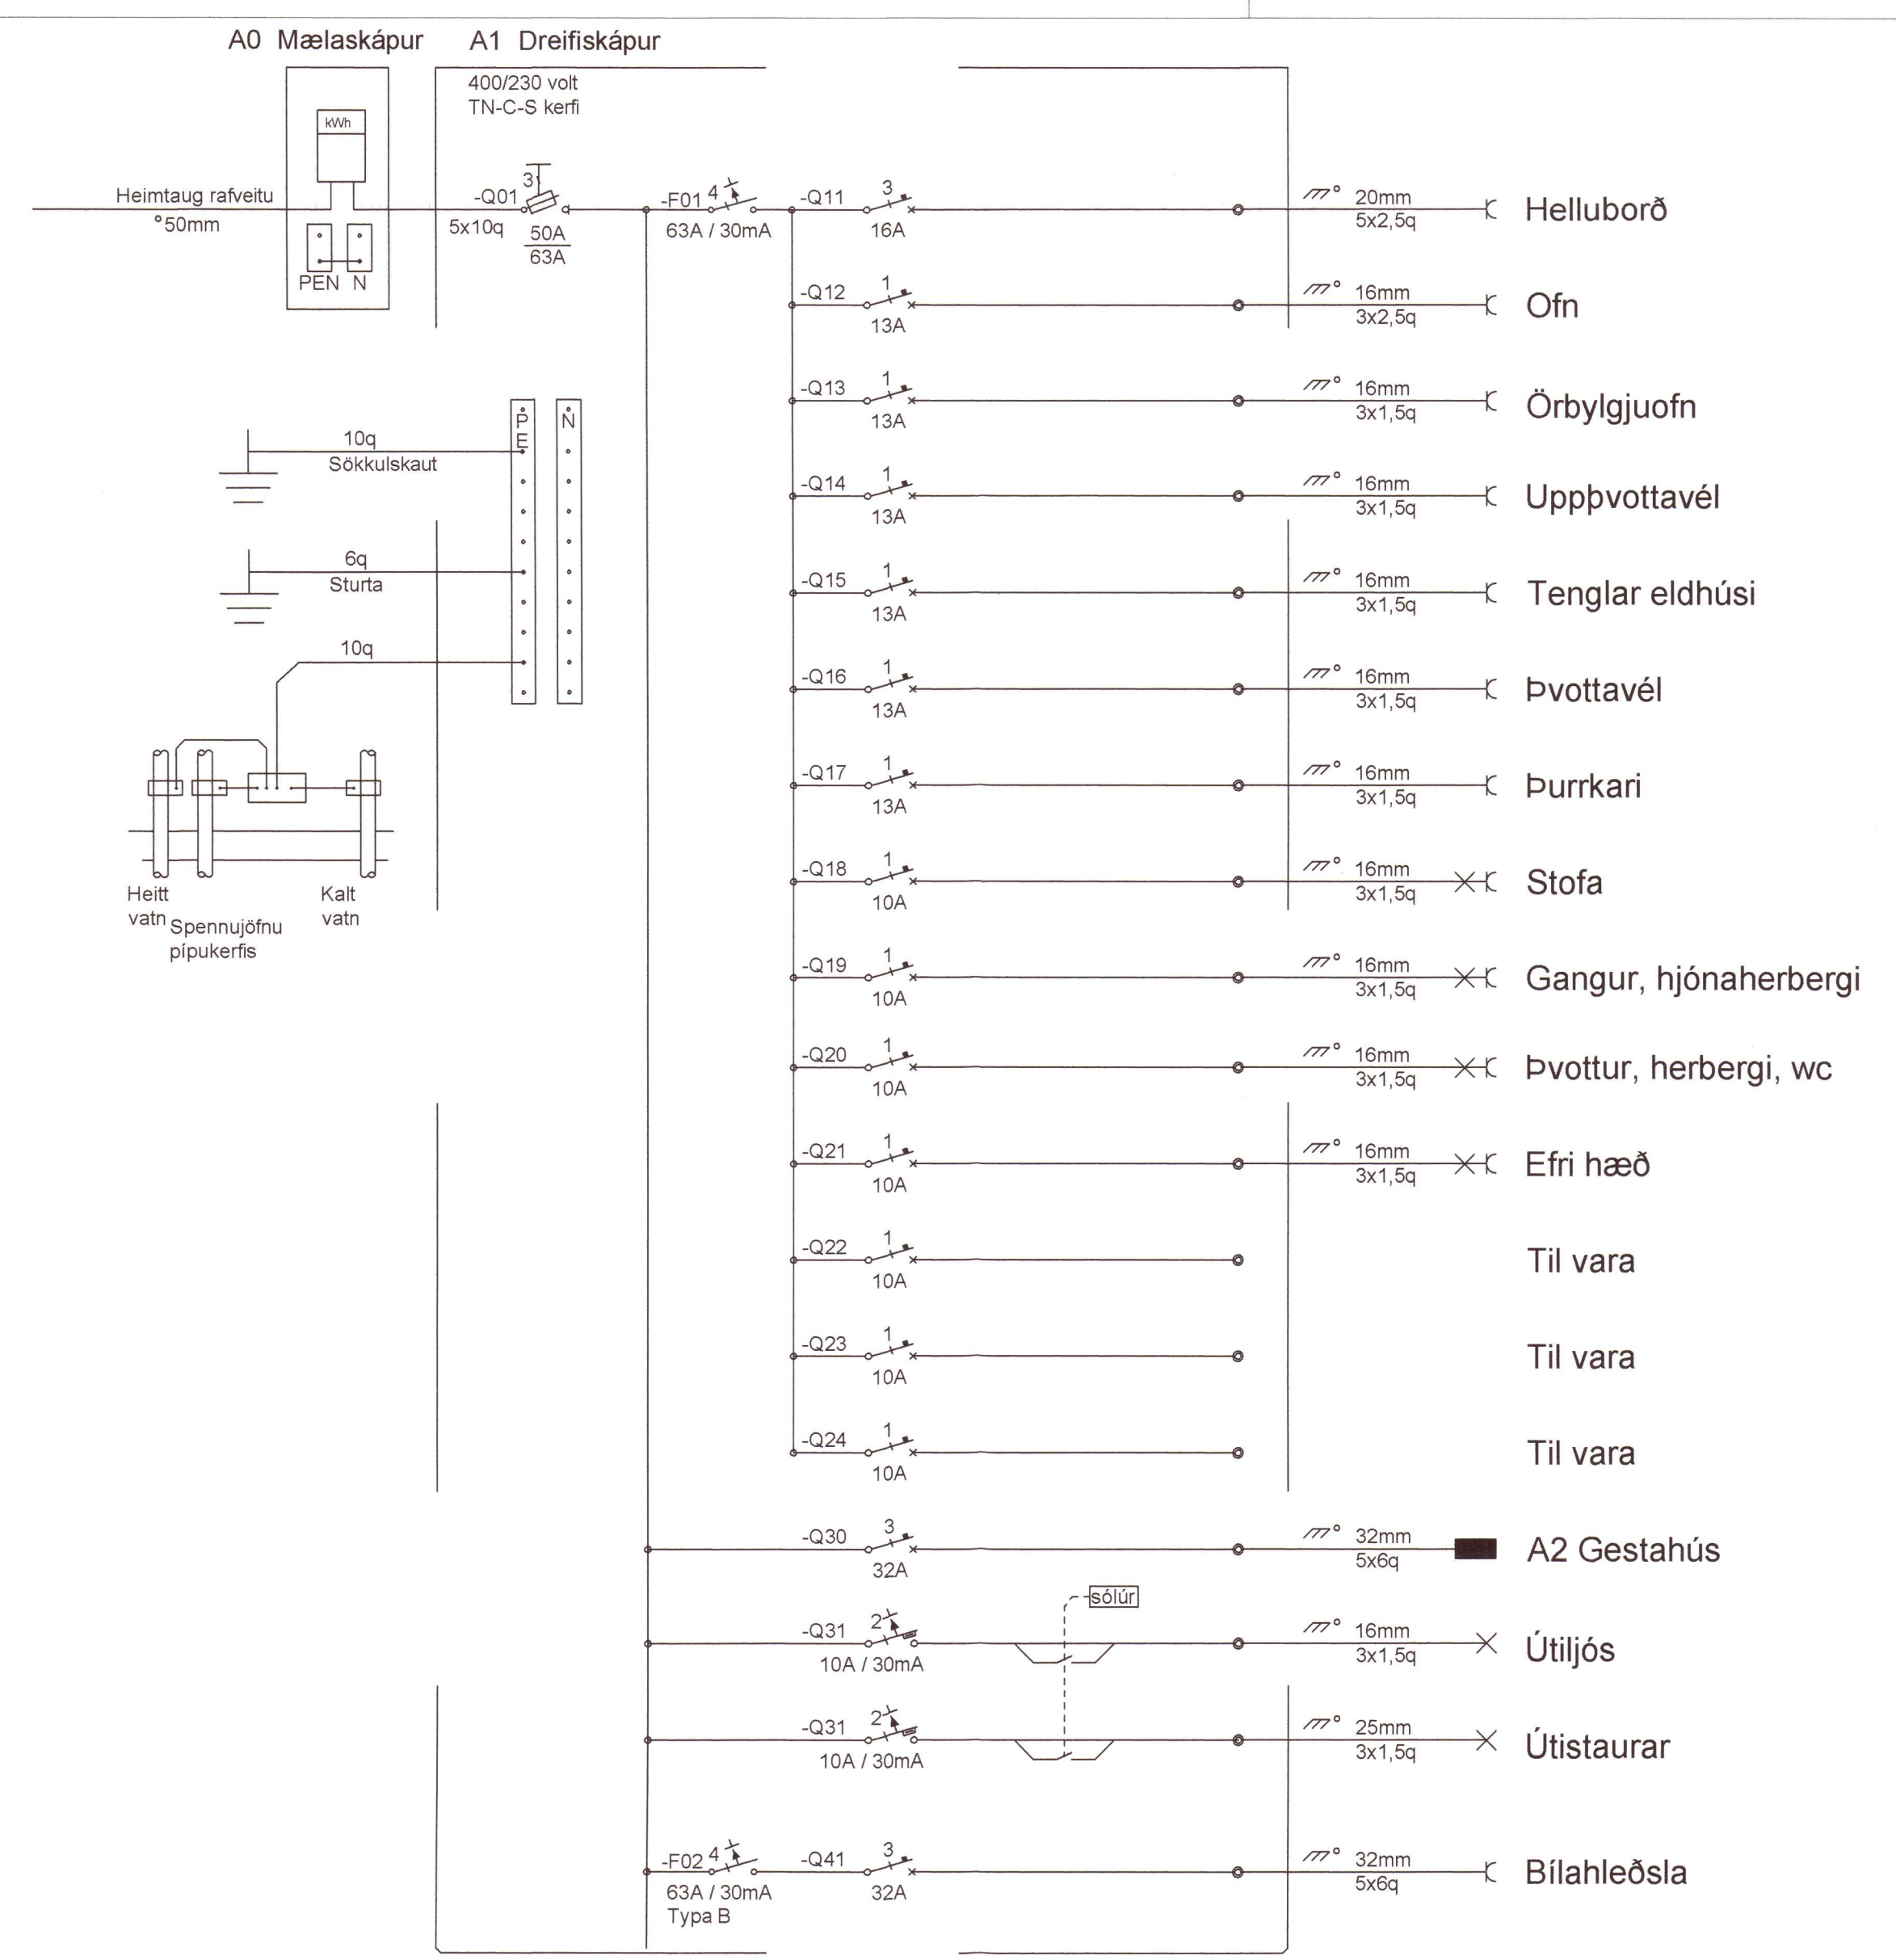 A0 Mælaskápur
A1 Dreifiskápur
400/230 volt
TN-C-S kerfi
kWh
Heimtaug rafveitu
°50mm
PEN N
-Q01
3
5x10q
50A
63A
-F01
4
63A / 30mA
-Q11
3
16A
20mm
5x2,5q
Helluborð
-Q12
1
13A
16mm
3x2,5q
Ofn
-Q13
1
13A
16mm
3x1,5q
Örbylgjuofn
-Q14
1
13A
16mm
3x1,5q
Uppþvottavél
-Q15
1
13A
16mm
3x1,5q
Tenglar eldhúsi
-Q16
1
13A
16mm
3x1,5q
Þvottavél
-Q17
1
13A
16mm
3x1,5q
Þurrkari
-Q18
1
10A
16mm
3x1,5q
Stofa
-Q19
1
10A
16mm
3x1,5q
Gangur, hjónaherbergi
-Q20
1
10A
16mm
3x1,5q
Þvottur, herbergi, wc
-Q21
1
10A
16mm
3x1,5q
Efri hæð
-Q22
1
10A
Til vara
-Q23
1
10A
Til vara
-Q24
1
10A
Til vara
-Q30
3
32A
32mm
5x6q
A2 Gestahús
sólúr
-Q31
2
10A / 30mA
16mm
3x1,5q
Útiljós
-Q31
2
10A / 30mA
25mm
3x1,5q
Útistaurar
-F02
4
63A / 30mA
Typa B
-Q41
3
32A
32mm
5x6q
Bílahleðsla
PE
N
10q
Sökkulskaut
6q
Sturta
10q
Heitt
vatn
Spennujöfnu
pípukerfis
Kalt
vatn